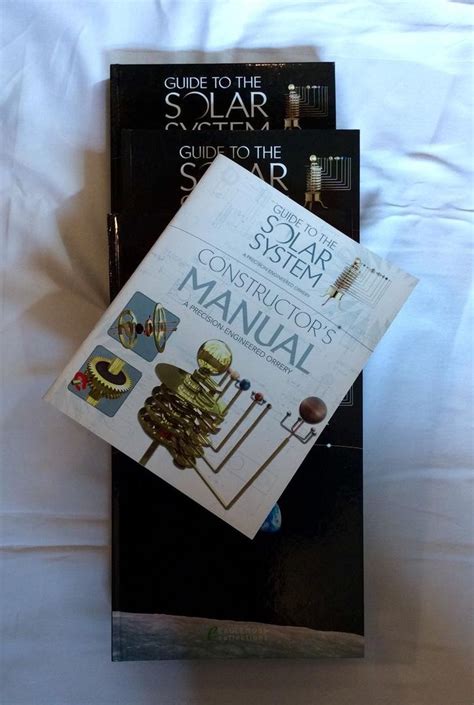 GUIDE TO THE
SOLAR
SYSTEM
GUIDE TO THE
SOLAR
GUIDE TO THE
SOLAR
SYSTEM
A PRECISION ENGINEERED ORRERY
CONSTRUCTOR'S
MANUAL
A PRECISION ENGINEERED ORRERY